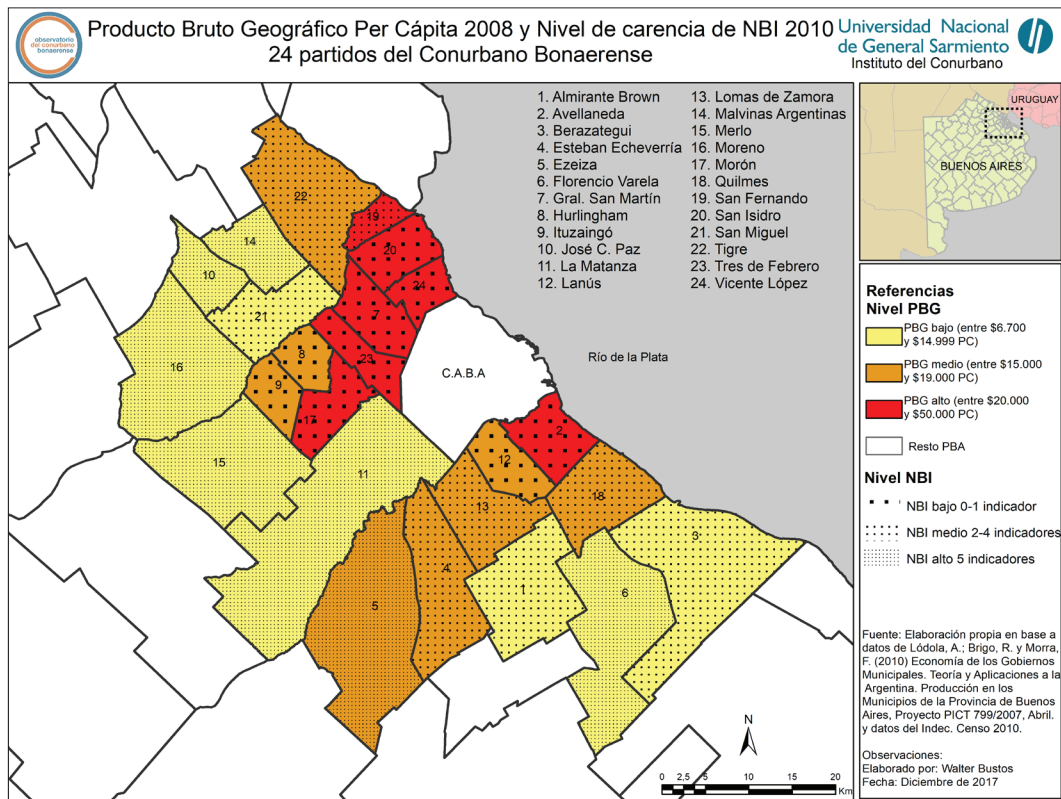 observatorio
del conurbano
bonaerense
Producto Bruto Geográfico Per Cápita 2008 y Nivel de carencia de NBI 2010
24 partidos del Conurbano Bonaerense
Universidad Nacional
de General Sarmiento
Instituto del Conurbano
1. Almirante Brown
2. Avellaneda
3. Berazategui
4. Esteban Echeverría
5. Ezeiza
6. Florencio Varela
7. Gral. San Martín
8. Hurlingham
9. Ituzaingó
10. José C. Paz
11. La Matanza
12. Lanús
13. Lomas de Zamora
14. Malvinas Argentinas
15. Merlo
16. Moreno
17. Morón
18. Quilmes
19. San Fernando
20. San Isidro
21. San Miguel
22. Tigre
23. Tres de Febrero
24. Vicente López
22
19
14
20
10
24
21
7
8
23
16
9
17
C.A.B.A
Río de la Plata
2
12
15
11
18
13
3
4
1
6
5
N
0 2,5 5 10 15 20
Km
URUGUAY
BUENOS AIRES
Referencias
Nivel PBG
PBG bajo (entre $6.700
y $14.999 PC)
PBG medio (entre $15.000
y $19.000 PC)
PBG alto (entre $20.000
y $50.000 PC)
Resto PBA
Nivel NBI
NBI bajo 0-1 indicador
NBI medio 2-4 indicadores
NBI alto 5 indicadores
Fuente: Elaboración propia en base a
datos de Lódola, A.; Brigo, R. y Morra,
F. (2010) Economía de los Gobiernos
Municipales. Teoría y Aplicaciones a la
Argentina. Producción en los
Municipios de la Provincia de Buenos
Aires, Proyecto PICT 799/2007, Abril.
y datos del Indec. Censo 2010.
Observaciones:
Elaborado por: Walter Bustos
Fecha: Diciembre de 2017